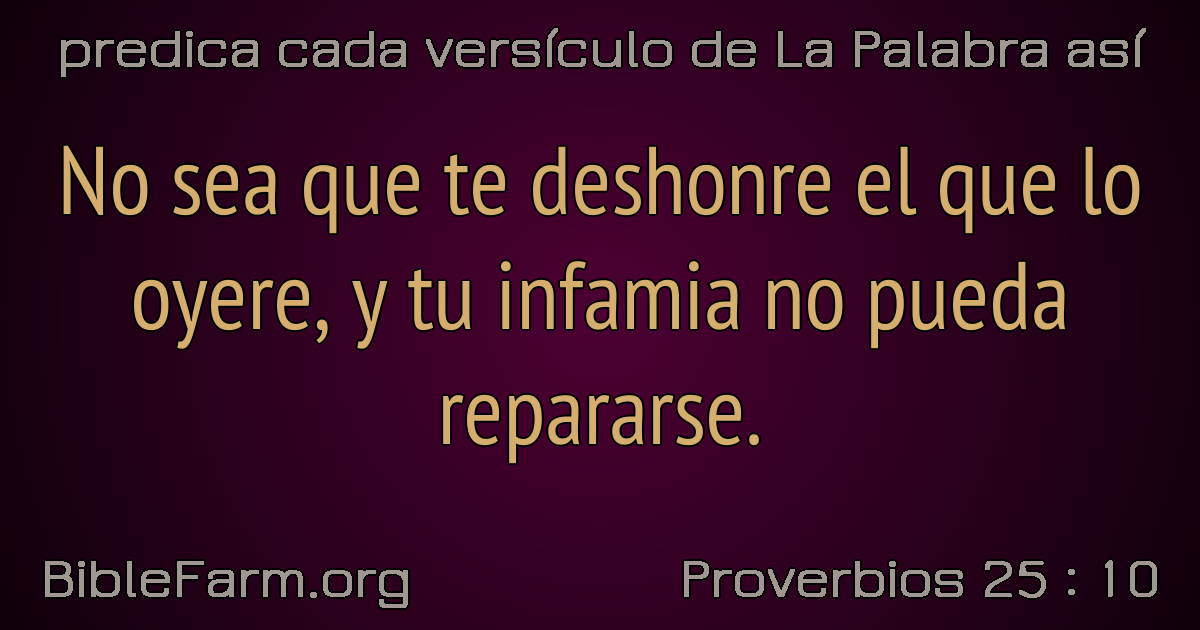 predica cada versículo de La Palabra así
No sea que te deshonre el que lo
oyere, y tu infamia no pueda
repararse.
BibleFarm.org
Proverbios 25 : 10